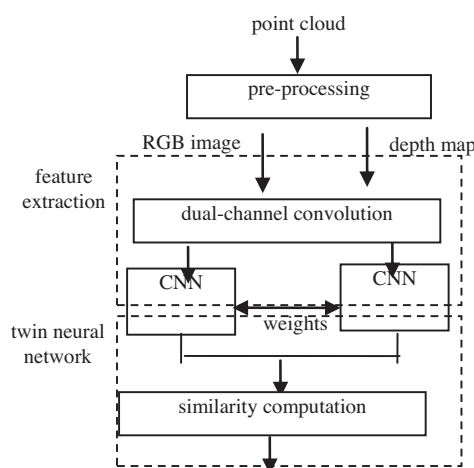 point cloud
pre-processing
RGB image
depth map
feature
extraction
dual-channel convolution
CNN
CNN
weights
twin neural
network
similarity computation